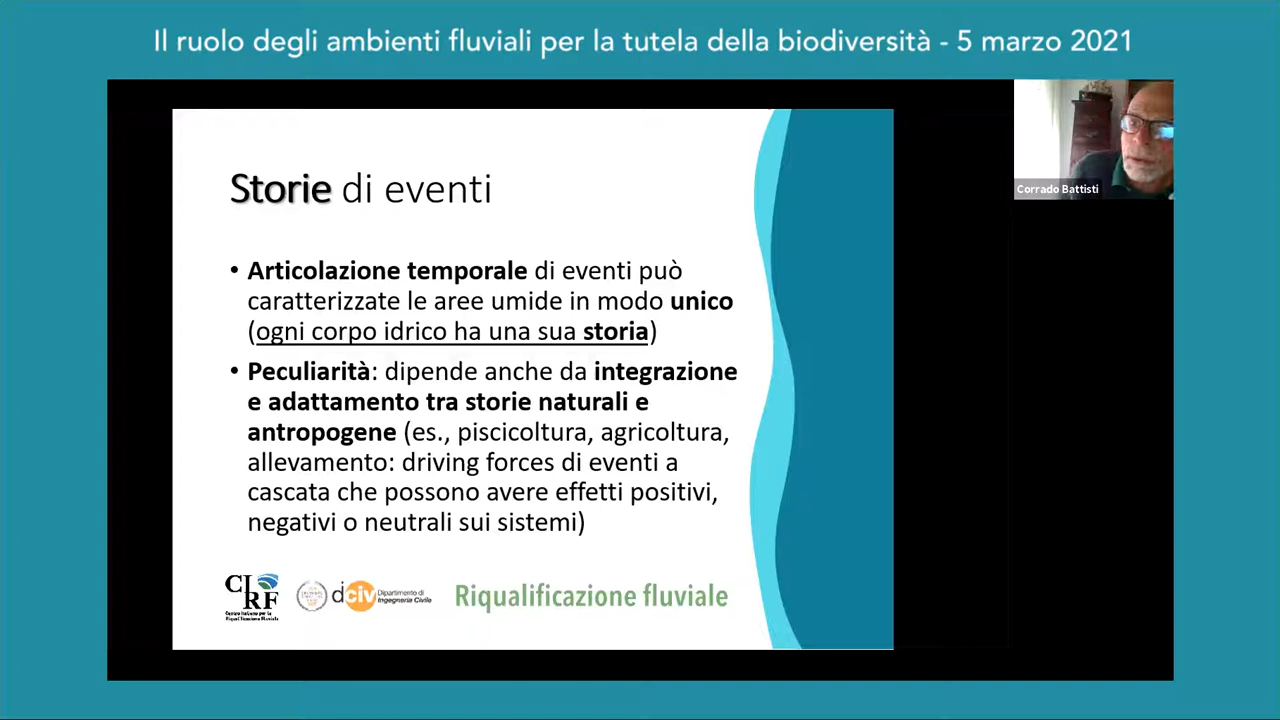 Il ruolo degli ambienti fluviali per la tutela della biodiversità - 5 marzo 2021
Corrado Battisti
Storie di eventi
• Articolazione temporale di eventi può
caratterizzate le aree umide in modo unico
(ogni corpo idrico ha una sua storia)
• Peculiarità: dipende anche da integrazione
e adattamento tra storie naturali e
antropogene (es., piscicoltura, agricoltura,
allevamento: driving forces di eventi a
cascata che possono avere effetti positivi,
negativi o neutrali sui sistemi)
CIRF
Centro Italiano per la
Riqualificazione Fluviale
dciv
Dipartimento di
Ingegneria Civile
Riqualificazione fluviale